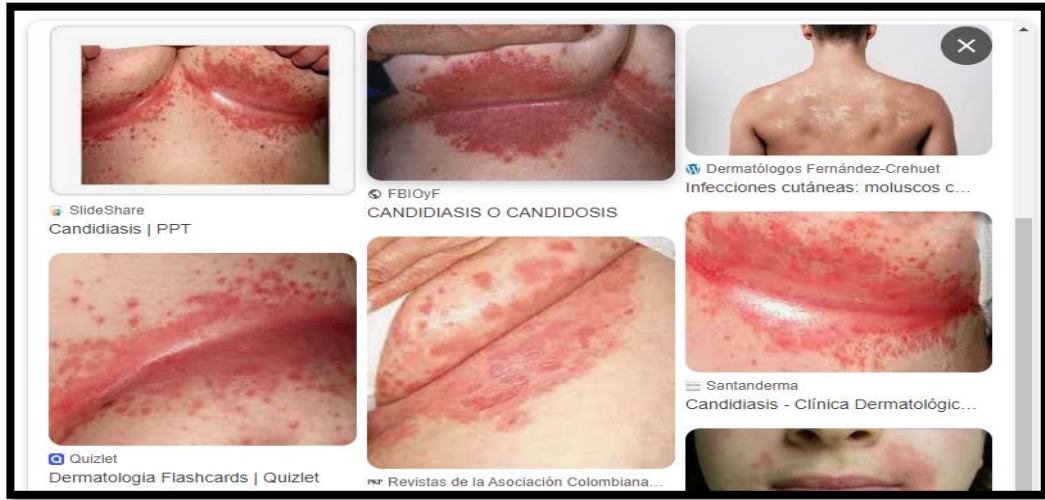 SlideShare
Candidiasis | PPT
FBIOyF
CANDIDIASIS O CANDIDOSIS
Dermatólogos Fernández-Crehuet
Infecciones cutáneas: moluscos c...
Quizlet
Dermatologia Flashcards | Quizlet
PKP Revistas de la Asociación Colombiana...
Santanderma
Candidiasis - Clínica Dermatológic...